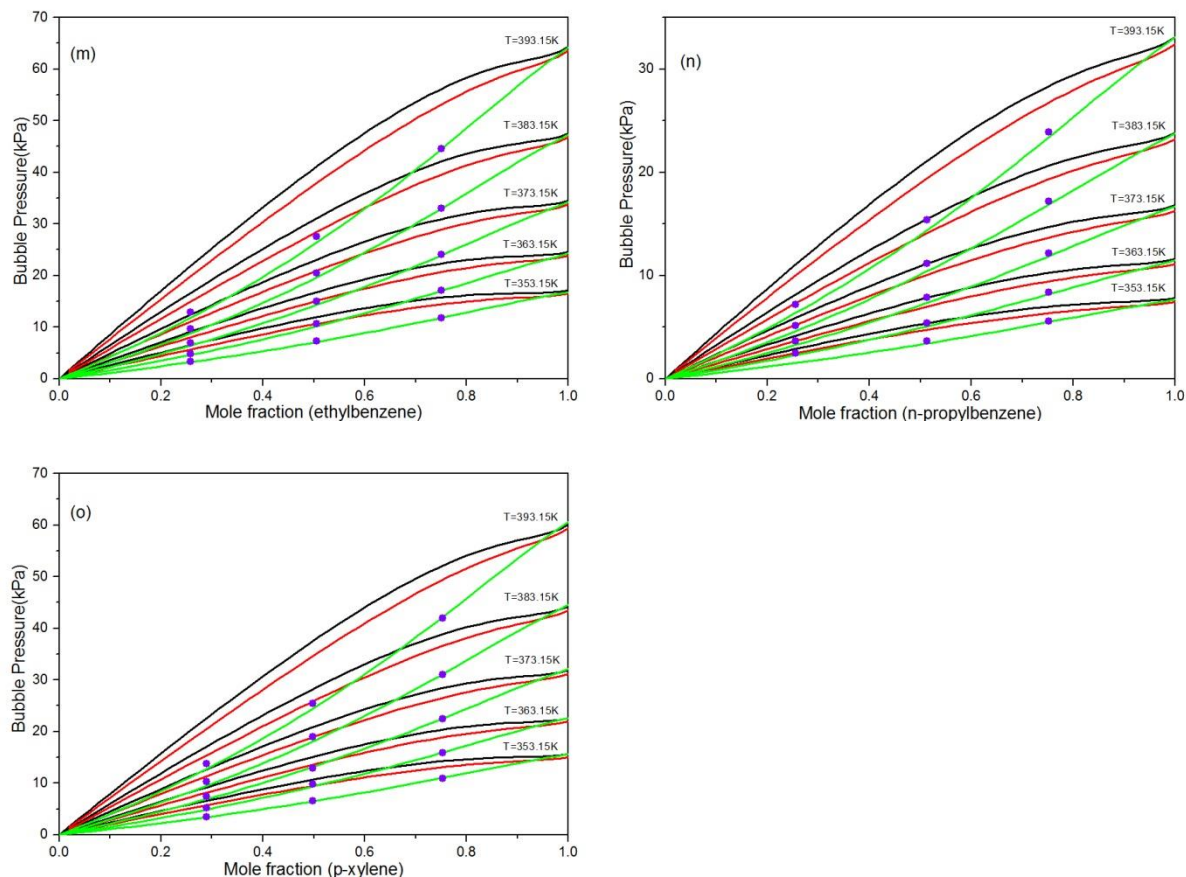 (m)
Bubble Pressure(kPa)
70
60
50
40
30
20
10
0
T=393.15K
T=383.15K
T=373.15K
T=363.15K
T=353.15K
0.0 0.2 0.4 0.6 0.8 1.0
Mole fraction (ethylbenzene)
(n)
Bubble Pressure(kPa)
30
20
10
0
T=393.15K
T=383.15K
T=373.15K
T=363.15K
T=353.15K
0.0 0.2 0.4 0.6 0.8 1.0
Mole fraction (n-propylbenzene)
(o)
Bubble Pressure(kPa)
70
60
50
40
30
20
10
0
T=393.15K
T=383.15K
T=373.15K
T=363.15K
T=353.15K
0.0 0.2 0.4 0.6 0.8 1.0
Mole fraction (p-xylene)